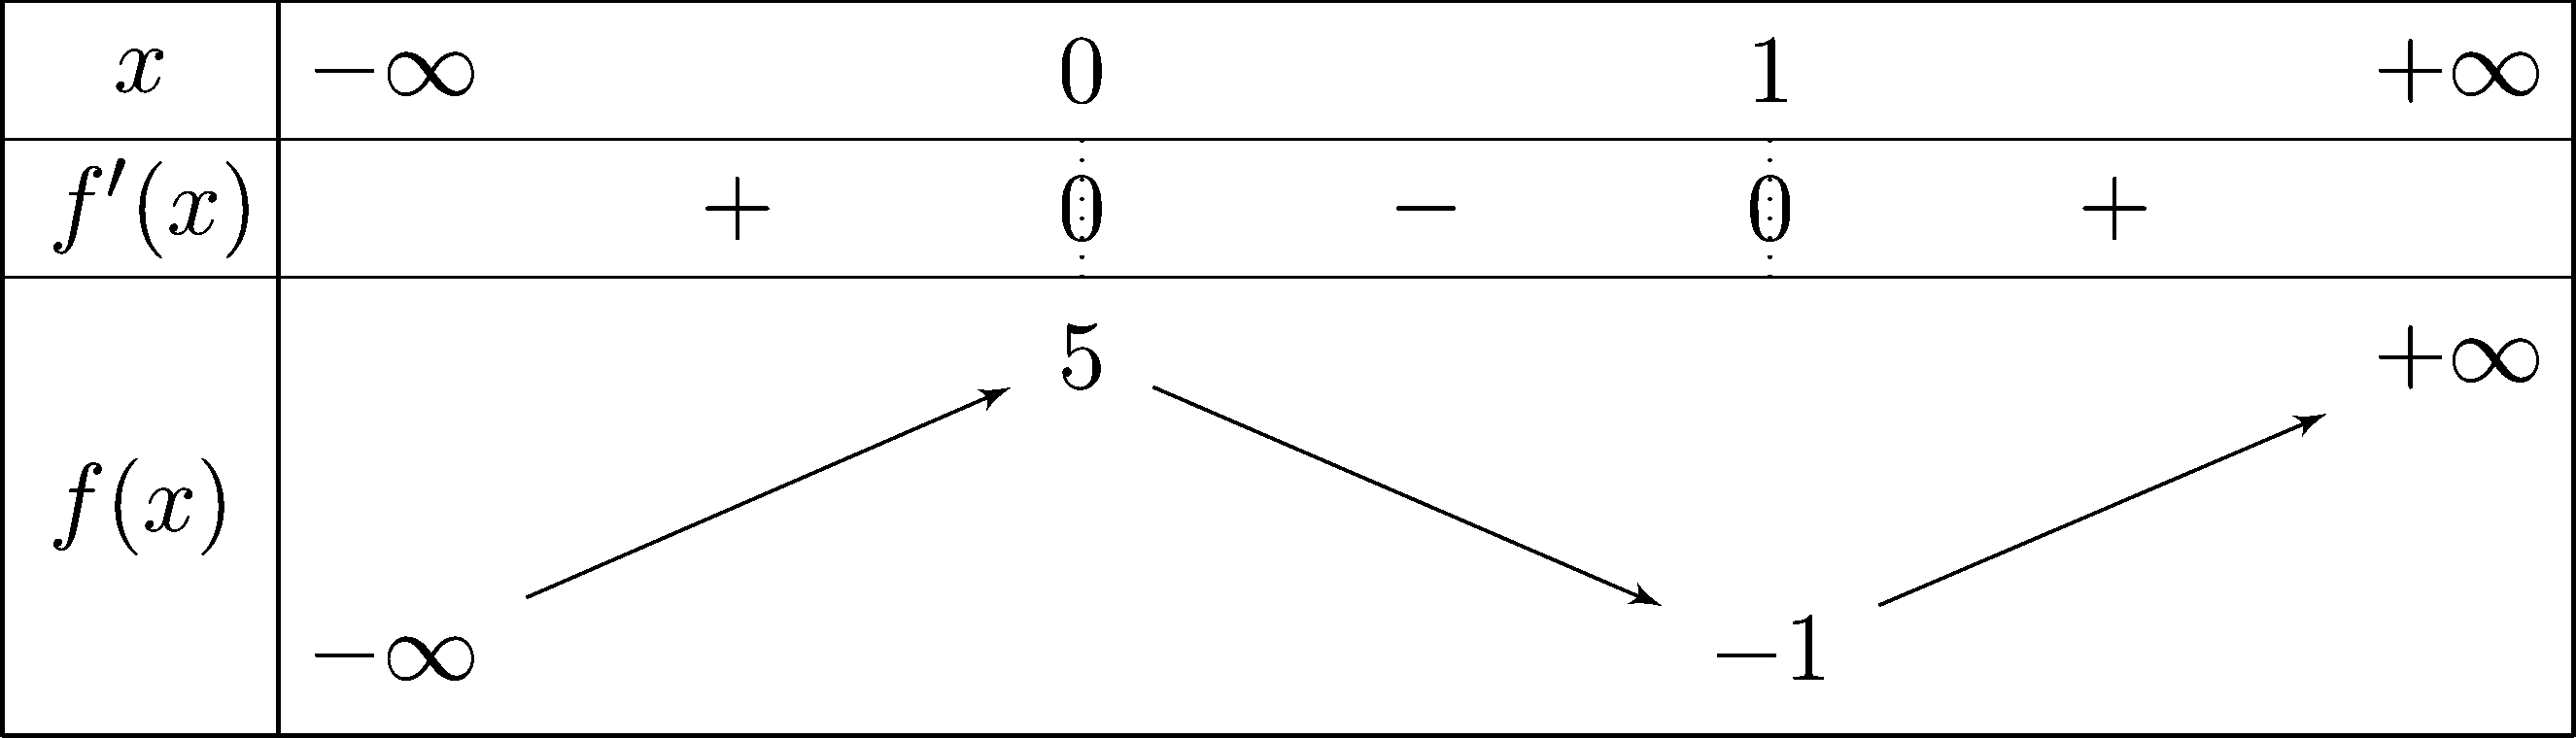 x −∞ 0 1 +∞
f′(x) + 0 − 0 +
5 +∞
f(x)
−∞ −1